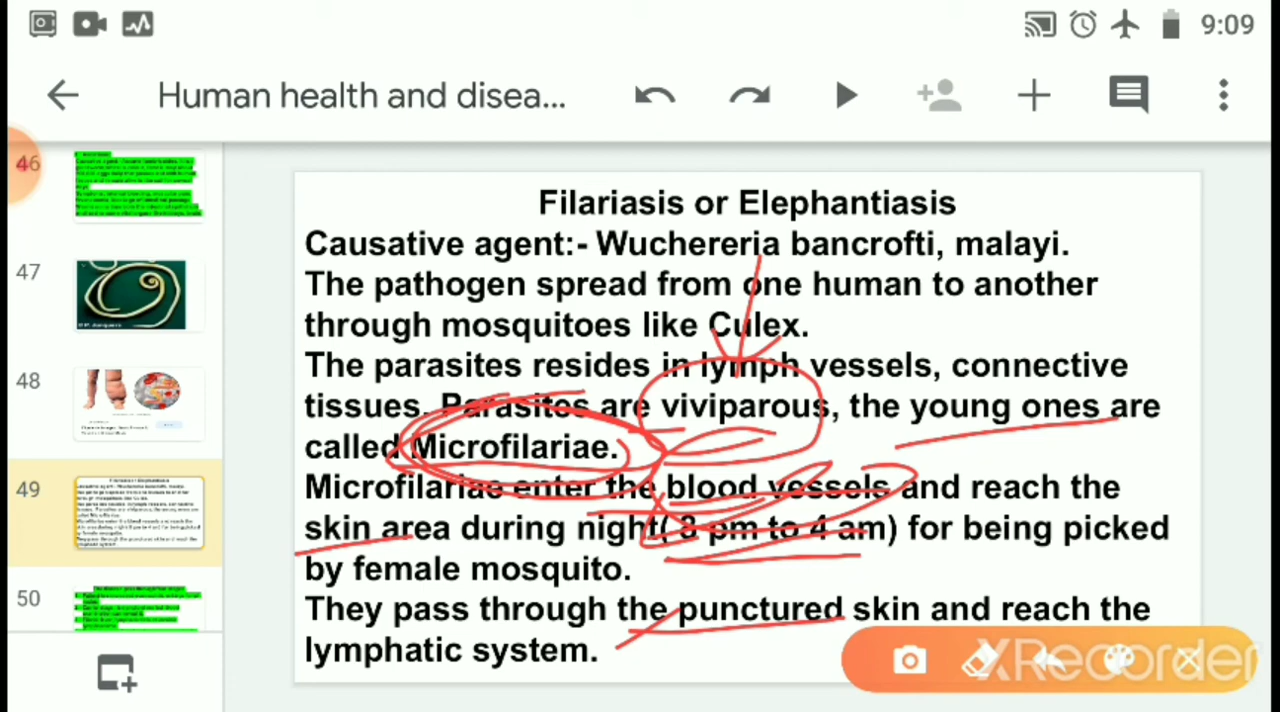 9:09
Human health and disea...
46
47
48
49
50
Filariasis or Elephantiasis
Causative agent:- Wuchereria bancrofti, malayi.
The pathogen spread from one human to another
through mosquitoes like Culex.
The parasites resides in lymph vessels, connective
tissues. Parasites are viviparous, the young ones are
called Microfilariae.
Microfilariae enter the blood vessels and reach the
skin area during night( 8 pm to 4 am) for being picked
by female mosquito.
They pass through the punctured skin and reach the
lymphatic system.
XRecorder